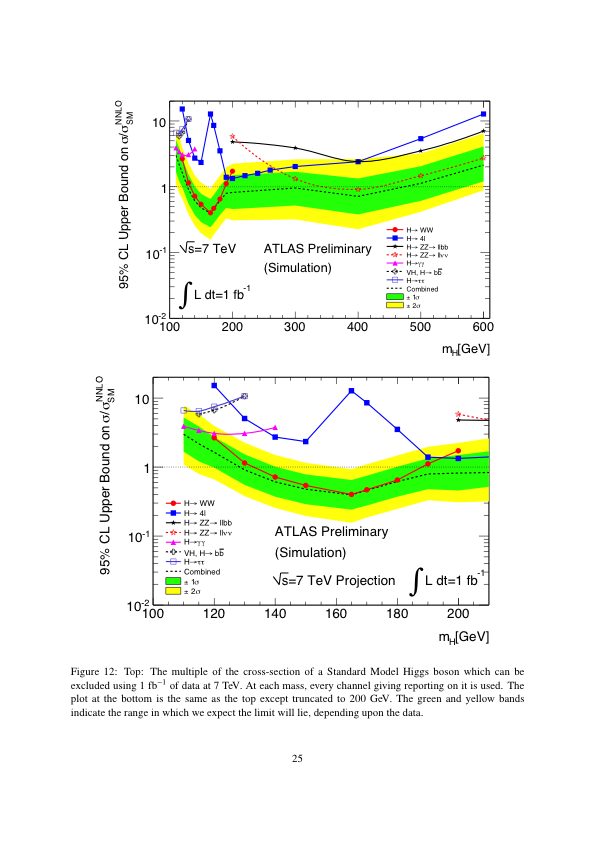 95% CL Upper Bound on σ/σ_SM^NNLO
10
1
10^-1
10^-2
√s=7 TeV
ATLAS Preliminary
(Simulation)
∫ L dt=1 fb^-1
H→ WW
H→ 4l
H→ ZZ→ llbb
H→ ZZ→ llνν
H→γγ
VH, H→ bb̅
H→ττ
Combined
± 1σ
± 2σ
100 200 300 400 500 600
m_H[GeV]
95% CL Upper Bound on σ/σ_SM^NNLO
10
1
10^-1
10^-2
H→ WW
H→ 4l
H→ ZZ→ llbb
H→ ZZ→ llνν
H→γγ
VH, H→ bb̅
H→ττ
Combined
± 1σ
± 2σ
ATLAS Preliminary
(Simulation)
√s=7 TeV Projection ∫ L dt=1 fb^-1
100 120 140 160 180 200
m_H[GeV]
Figure 12: Top: The multiple of the cross-section of a Standard Model Higgs boson which can be
excluded using 1 fb⁻¹ of data at 7 TeV. At each mass, every channel giving reporting on it is used. The
plot at the bottom is the same as the top except truncated to 200 GeV. The green and yellow bands
indicate the range in which we expect the limit will lie, depending upon the data.
25